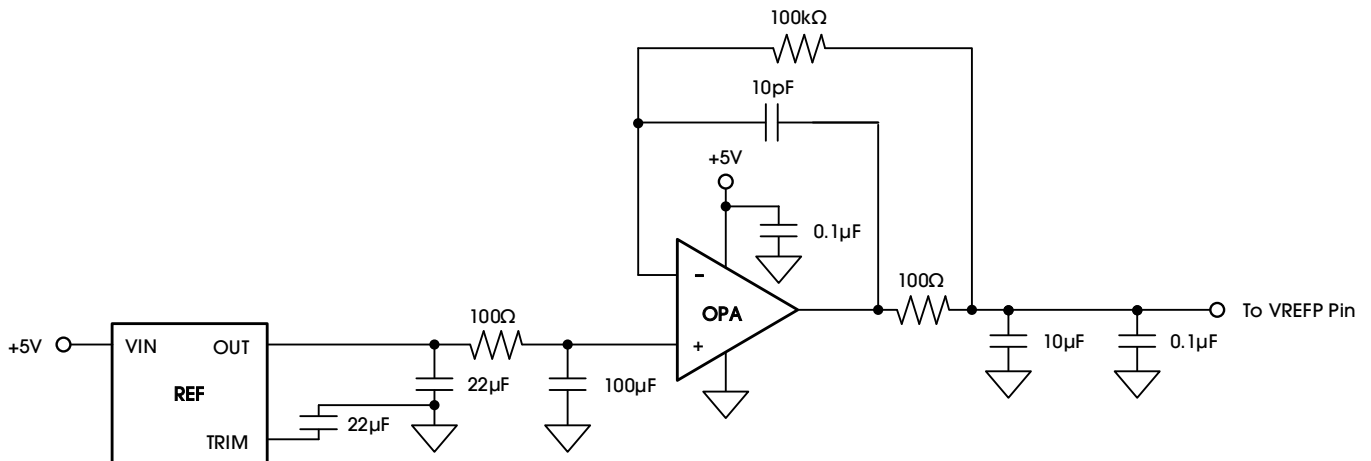 100kΩ
10pF
+5V
0.1µF
−
OPA
+
100Ω
To VREFP Pin
10µF
0.1µF
100Ω
+5V
VIN
OUT
REF
TRIM
22µF
22µF
100µF